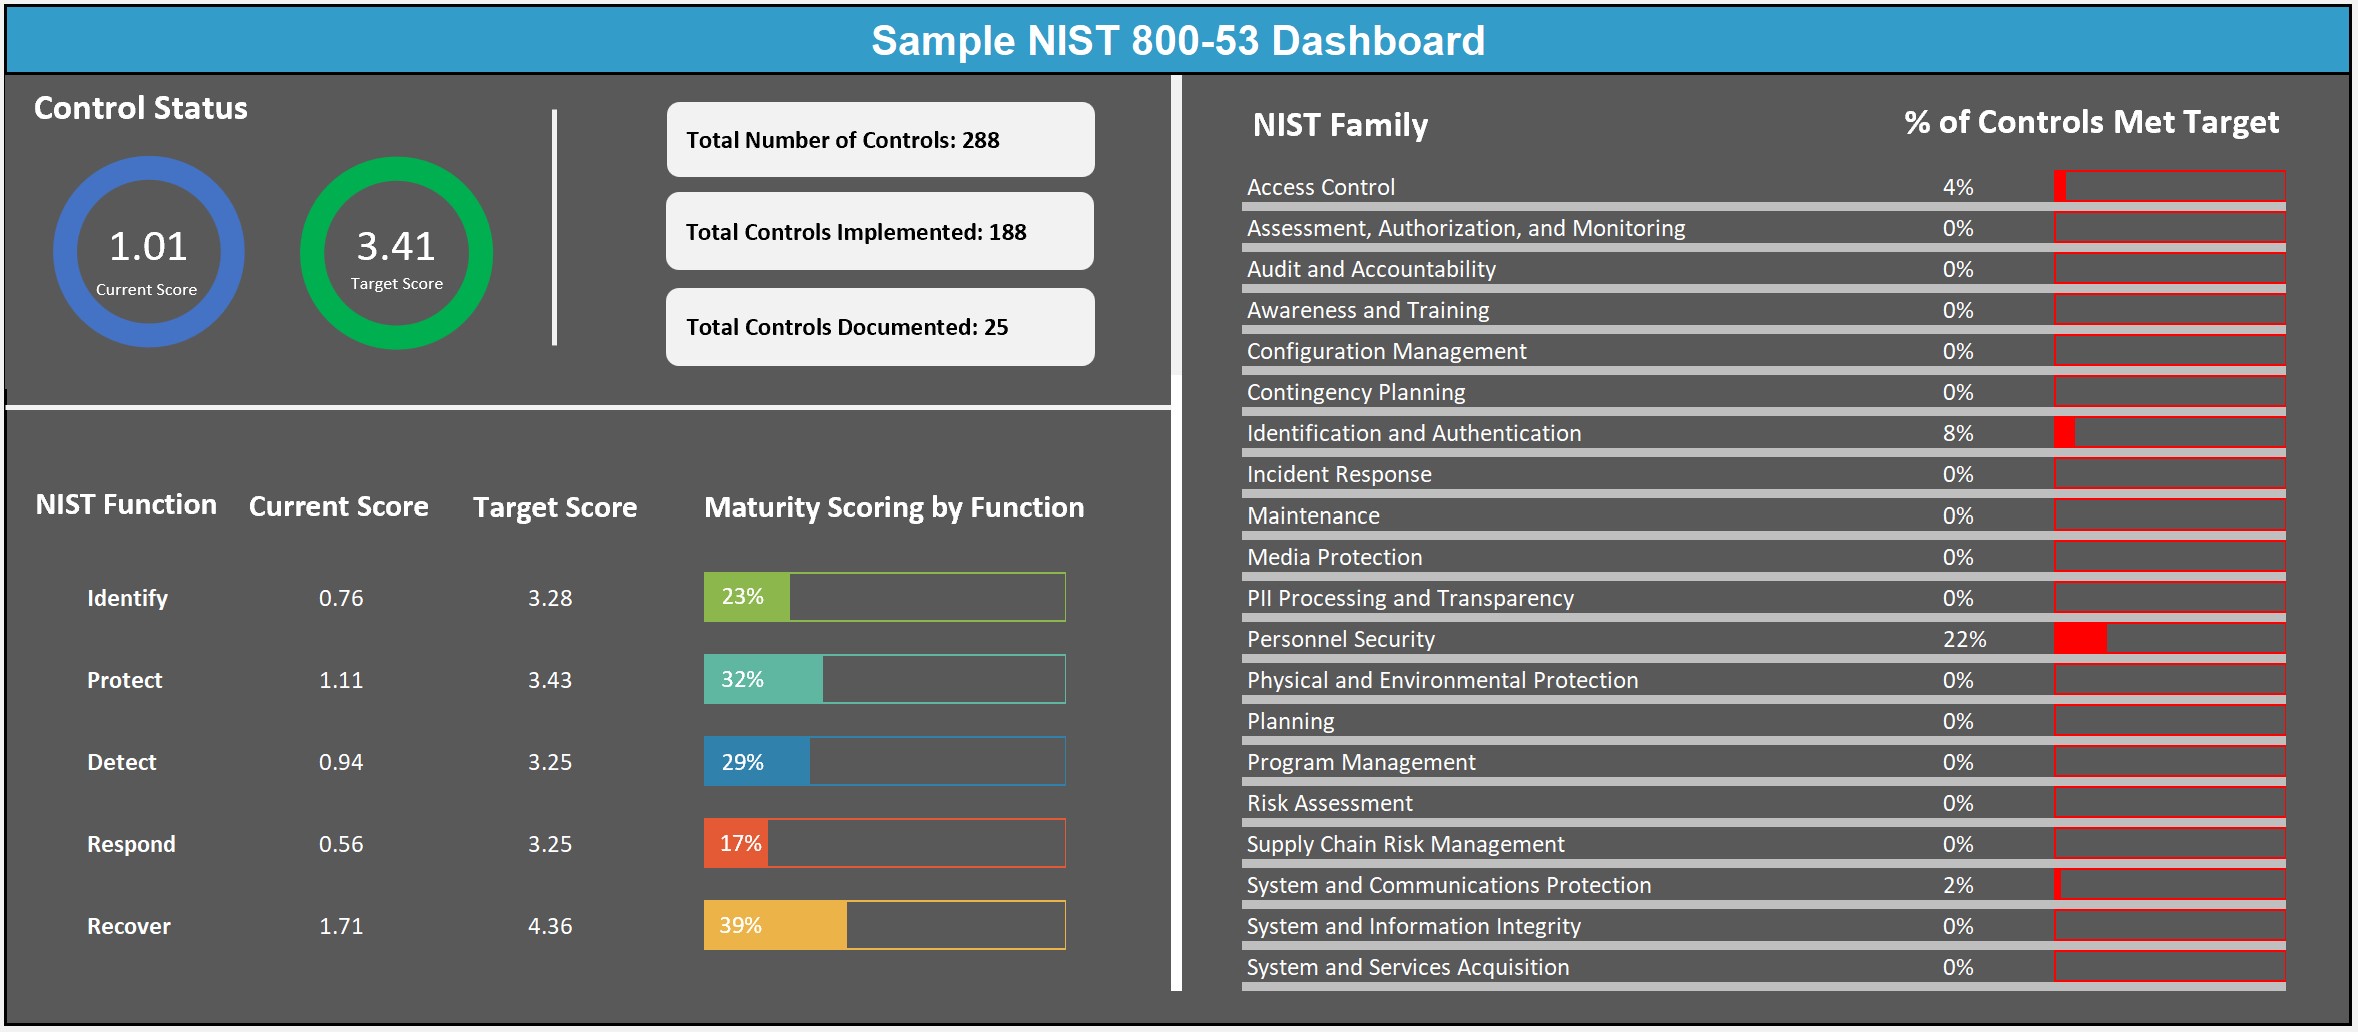 Sample NIST 800-53 Dashboard
Control Status
1.01
Current Score
3.41
Target Score
Total Number of Controls: 288
Total Controls Implemented: 188
Total Controls Documented: 25
NIST Function Current Score Target Score Maturity Scoring by Function
Identify 0.76 3.28 23%
Protect 1.11 3.43 32%
Detect 0.94 3.25 29%
Respond 0.56 3.25 17%
Recover 1.71 4.36 39%
NIST Family % of Controls Met Target
Access Control 4%
Assessment, Authorization, and Monitoring 0%
Audit and Accountability 0%
Awareness and Training 0%
Configuration Management 0%
Contingency Planning 0%
Identification and Authentication 8%
Incident Response 0%
Maintenance 0%
Media Protection 0%
PII Processing and Transparency 0%
Personnel Security 22%
Physical and Environmental Protection 0%
Planning 0%
Program Management 0%
Risk Assessment 0%
Supply Chain Risk Management 0%
System and Communications Protection 2%
System and Information Integrity 0%
System and Services Acquisition 0%